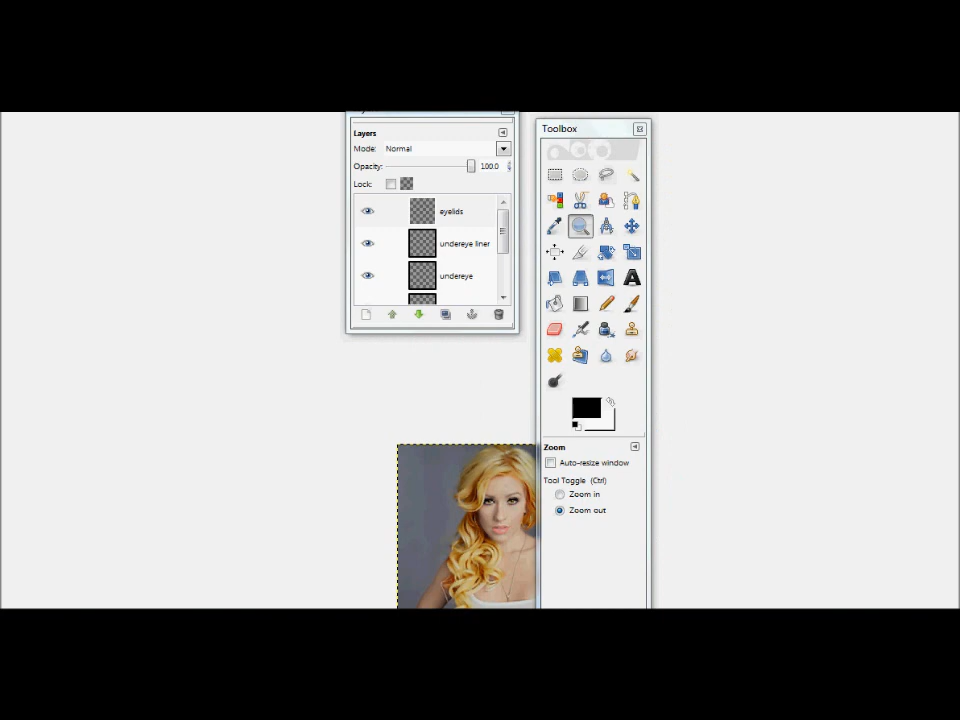 Layers
Mode: Normal
Opacity: 100.0
Lock:
eyelids
undereye liner
undereye
Toolbox
Zoom
Auto-resize window
Tool Toggle (Ctrl)
Zoom in
Zoom out